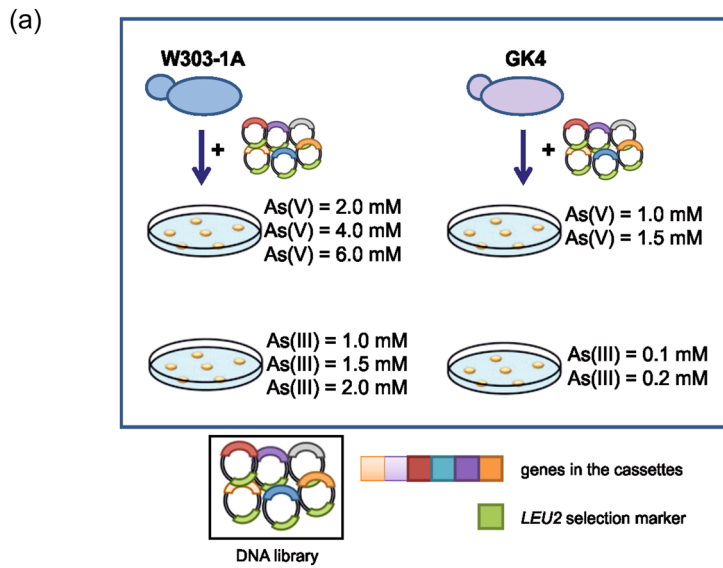 (a)
W303-1A
GK4
+
+
As(V) = 2.0 mM
As(V) = 4.0 mM
As(V) = 6.0 mM
As(V) = 1.0 mM
As(V) = 1.5 mM
As(III) = 1.0 mM
As(III) = 1.5 mM
As(III) = 2.0 mM
As(III) = 0.1 mM
As(III) = 0.2 mM
genes in the cassettes
LEU2 selection marker
DNA library